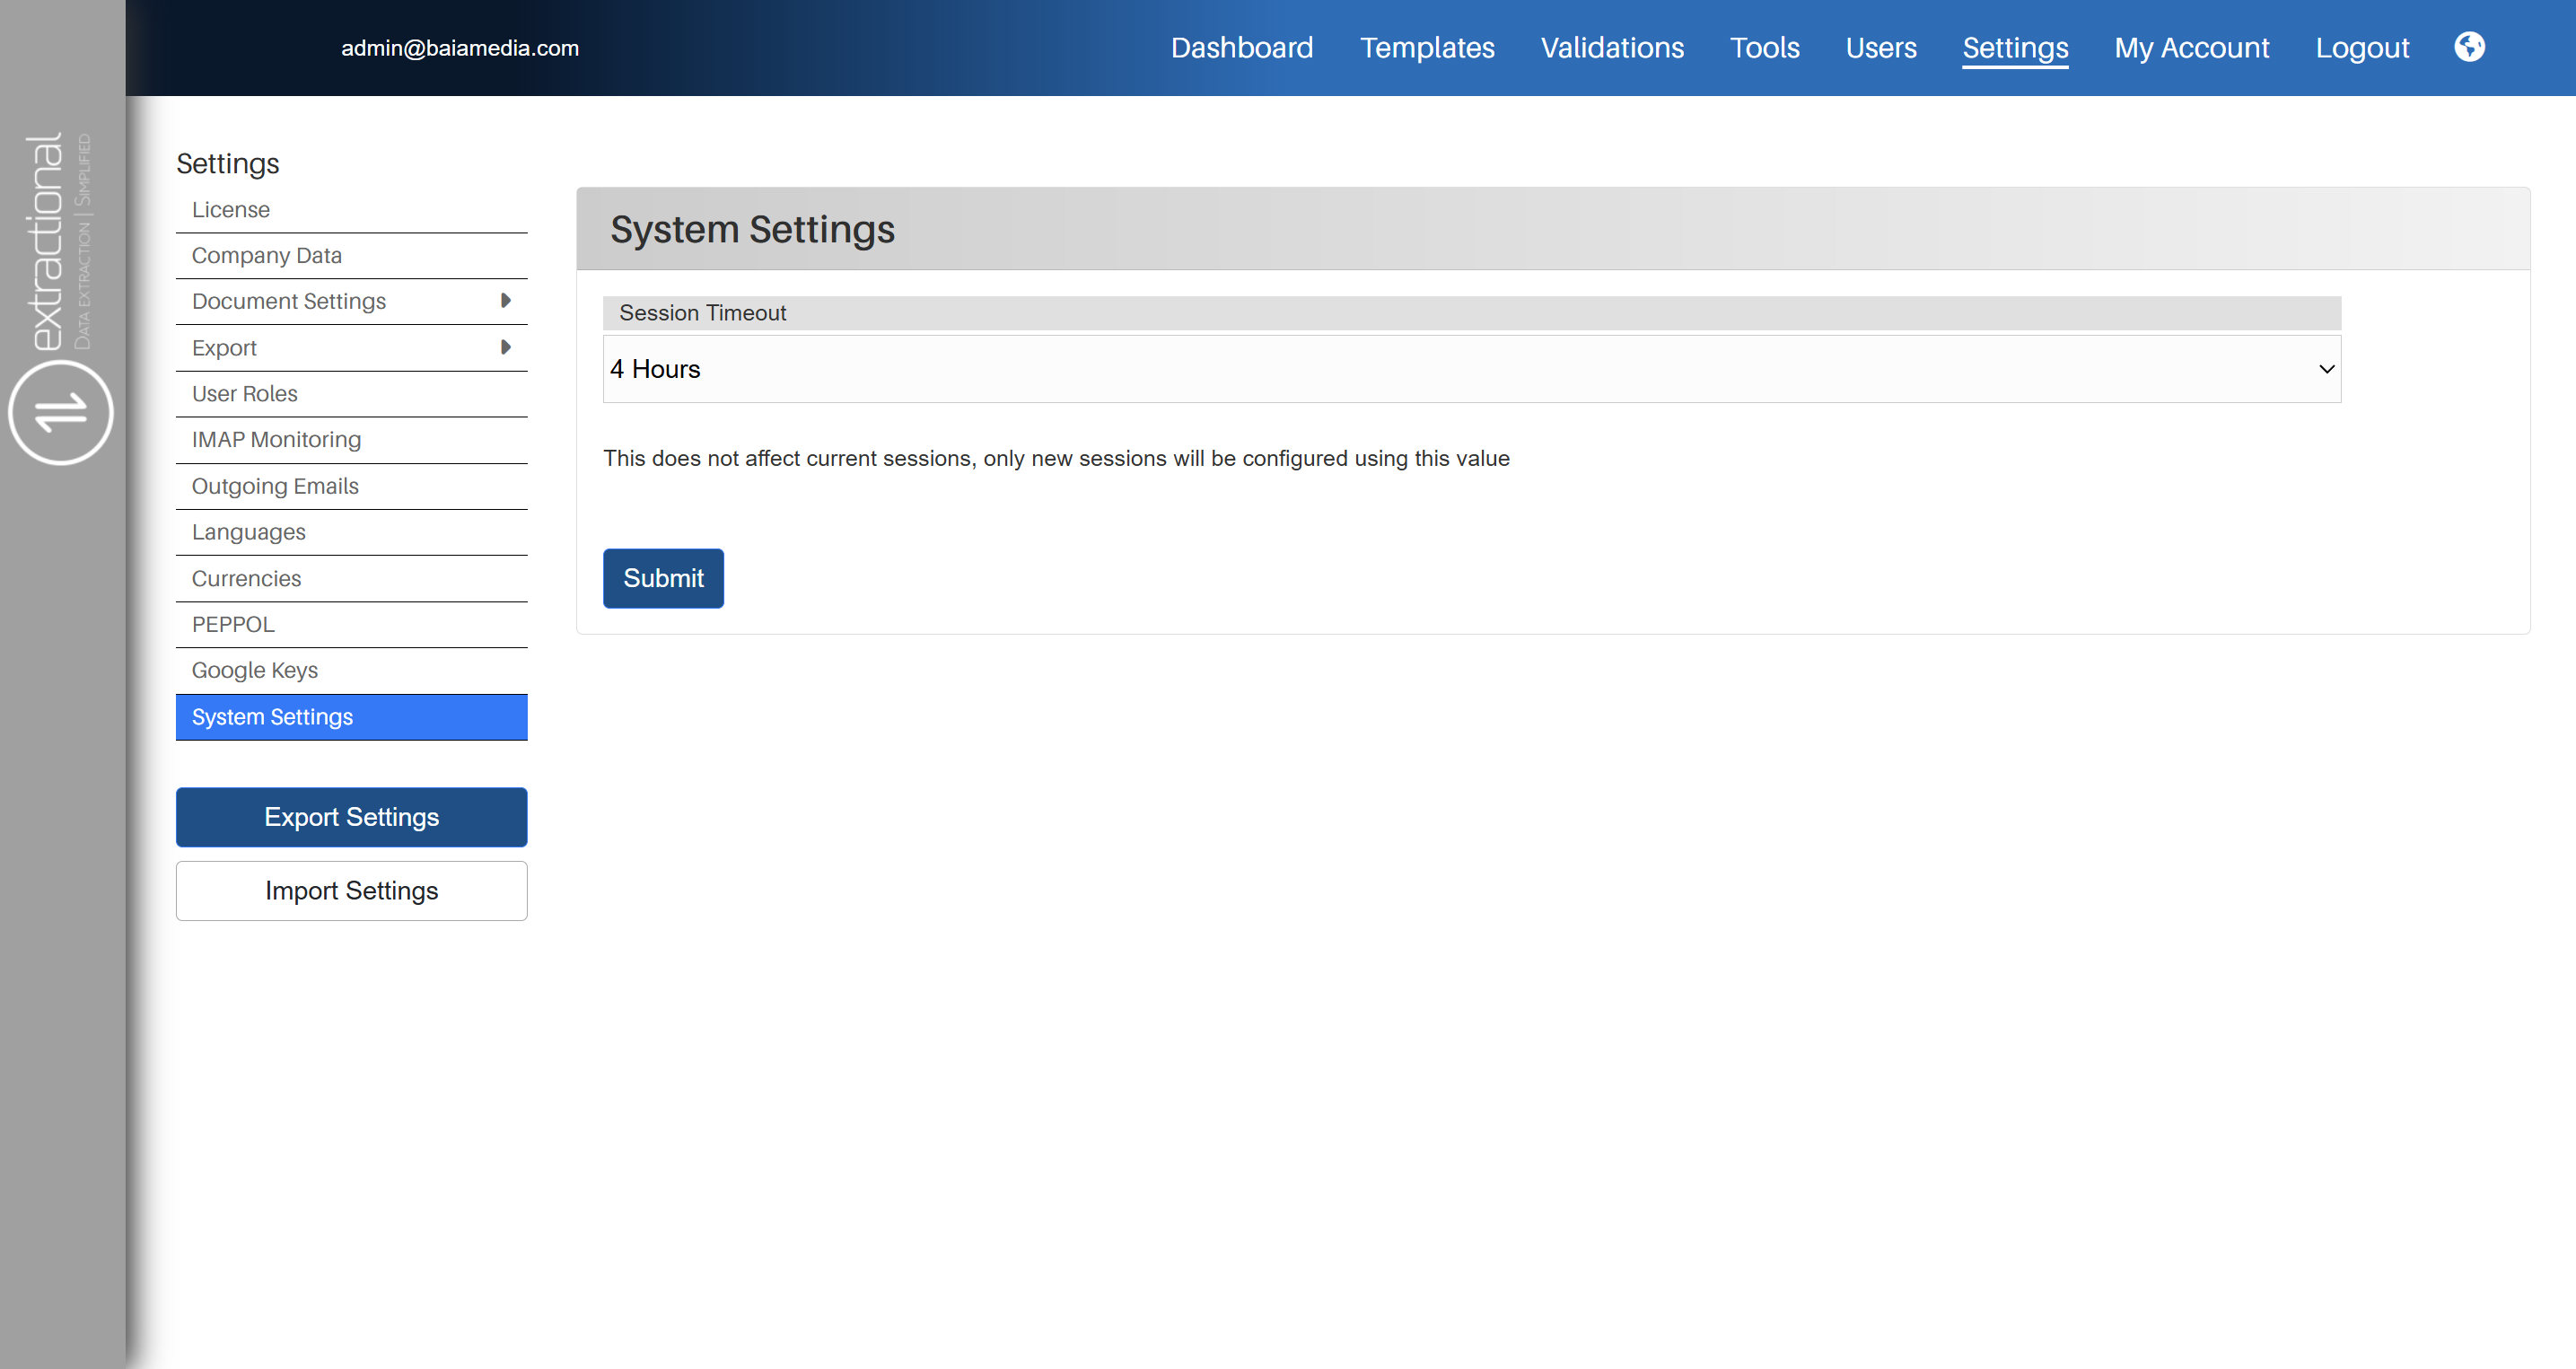 extractional
DATA EXTRACTION | SIMPLIFIED
admin@baiamedia.com
Dashboard
Templates
Validations
Tools
Users
Settings
My Account
Logout
Settings
License
Company Data
Document Settings
Export
User Roles
IMAP Monitoring
Outgoing Emails
Languages
Currencies
PEPPOL
Google Keys
System Settings
Export Settings
Import Settings
System Settings
Session Timeout
4 Hours
This does not affect current sessions, only new sessions will be configured using this value
Submit